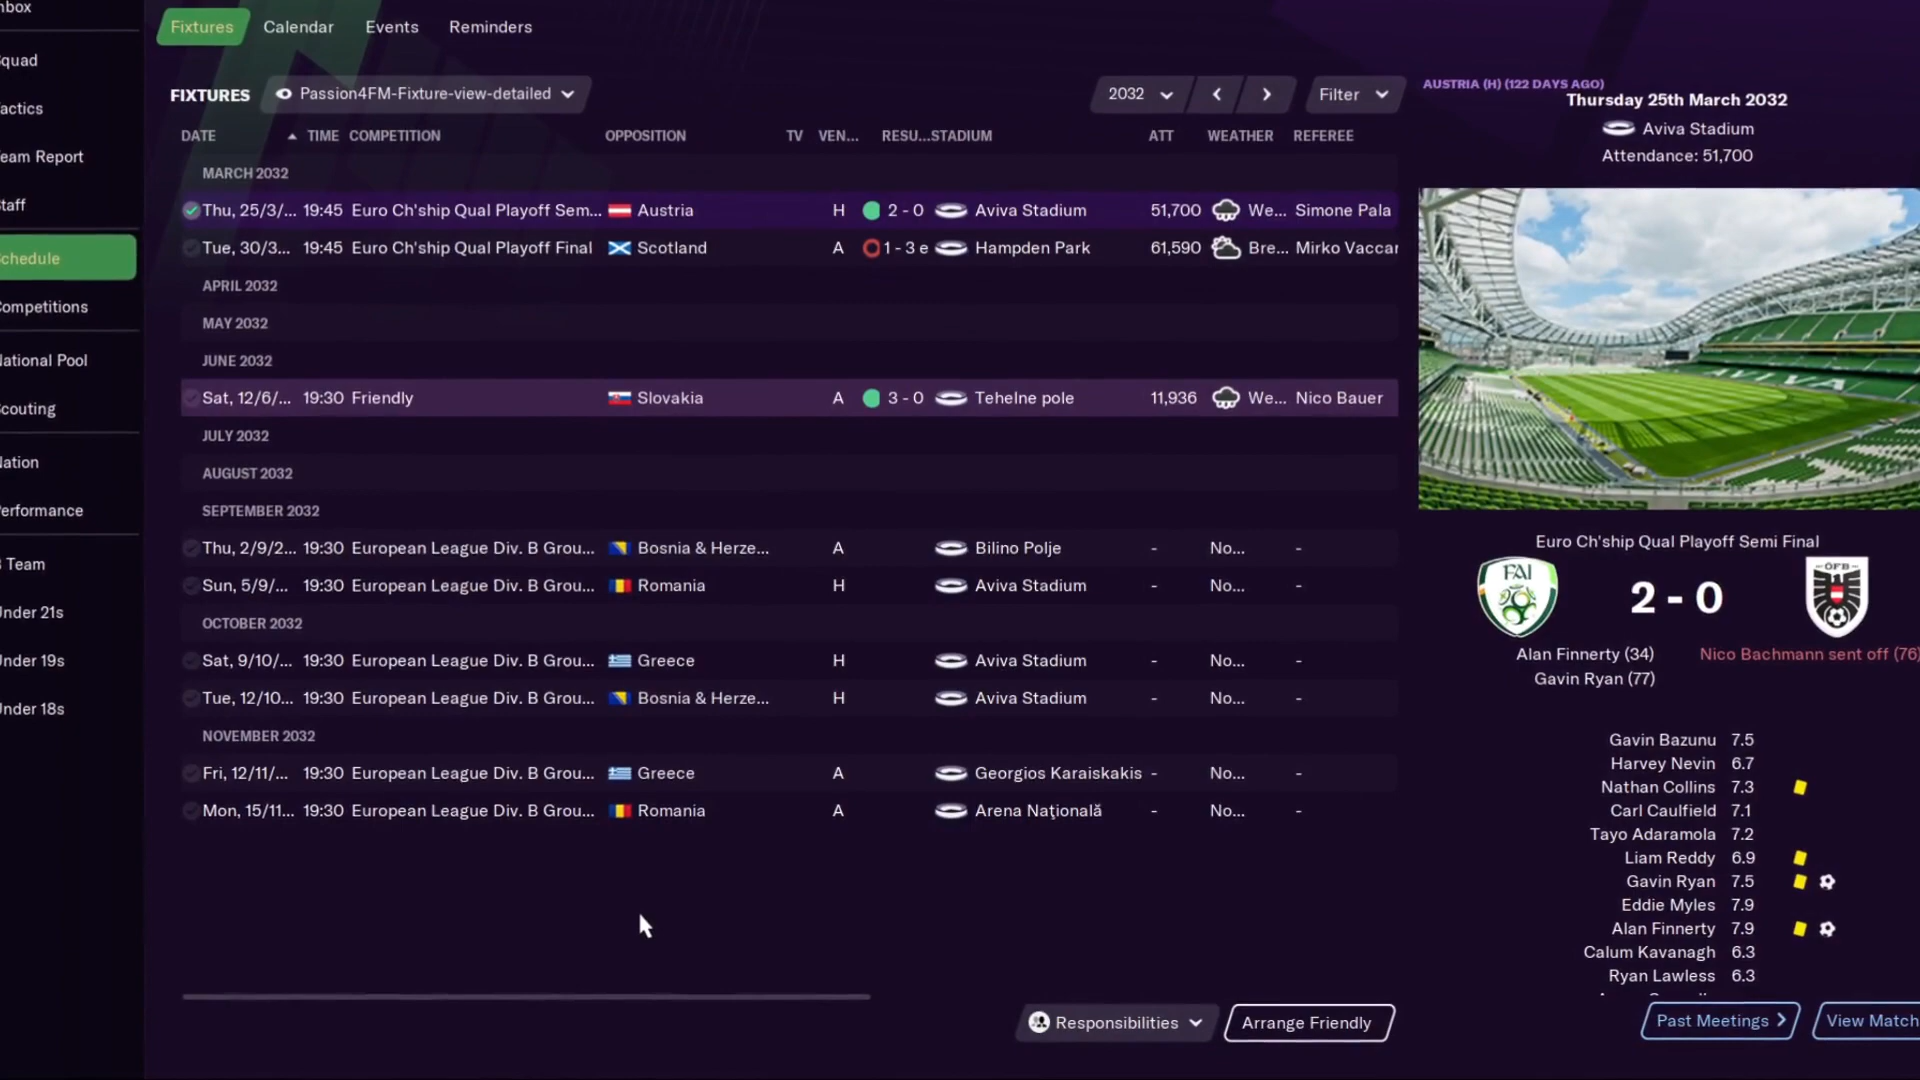 nbox
Fixtures Calendar Events Reminders
quad
actics
eam Report
taff
chedule
ompetitions
ational Pool
couting
ation
erformance
Team
nder 21s
nder 19s
nder 18s
FIXTURES Passion4FM-Fixture-view-detailed 2032 Filter
DATE TIME COMPETITION OPPOSITION TV VEN... RESU...STADIUM ATT WEATHER REFEREE
MARCH 2032
Thu, 25/3/... 19:45 Euro Ch'ship Qual Playoff Sem... Austria H 2 - 0 Aviva Stadium 51,700 We... Simone Pala
Tue, 30/3... 19:45 Euro Ch'ship Qual Playoff Final Scotland A 1 - 3 e Hampden Park 61,590 Bre... Mirko Vaccar
APRIL 2032
MAY 2032
JUNE 2032
Sat, 12/6/... 19:30 Friendly Slovakia A 3 - 0 Tehelne pole 11,936 We... Nico Bauer
JULY 2032
AUGUST 2032
SEPTEMBER 2032
Thu, 2/9/2... 19:30 European League Div. B Grou... Bosnia & Herze... A Bilino Polje - No... -
Sun, 5/9/... 19:30 European League Div. B Grou... Romania H Aviva Stadium - No... -
OCTOBER 2032
Sat, 9/10/... 19:30 European League Div. B Grou... Greece H Aviva Stadium - No... -
Tue, 12/10... 19:30 European League Div. B Grou... Bosnia & Herze... H Aviva Stadium - No... -
NOVEMBER 2032
Fri, 12/11/... 19:30 European League Div. B Grou... Greece A Georgios Karaiskakis - No... -
Mon, 15/11... 19:30 European League Div. B Grou... Romania A Arena Naţională - No... -
Responsibilities Arrange Friendly
AUSTRIA (H) (122 DAYS AGO)
Thursday 25th March 2032
Aviva Stadium
Attendance: 51,700
Euro Ch'ship Qual Playoff Semi Final
FAI 2 - 0 ÖFB
Alan Finnerty (34) Nico Bachmann sent off (76)
Gavin Ryan (77)
Gavin Bazunu 7.5
Harvey Nevin 6.7
Nathan Collins 7.3
Carl Caulfield 7.1
Tayo Adaramola 7.2
Liam Reddy 6.9
Gavin Ryan 7.5
Eddie Myles 7.9
Alan Finnerty 7.9
Calum Kavanagh 6.3
Ryan Lawless 6.3
Past Meetings View Match